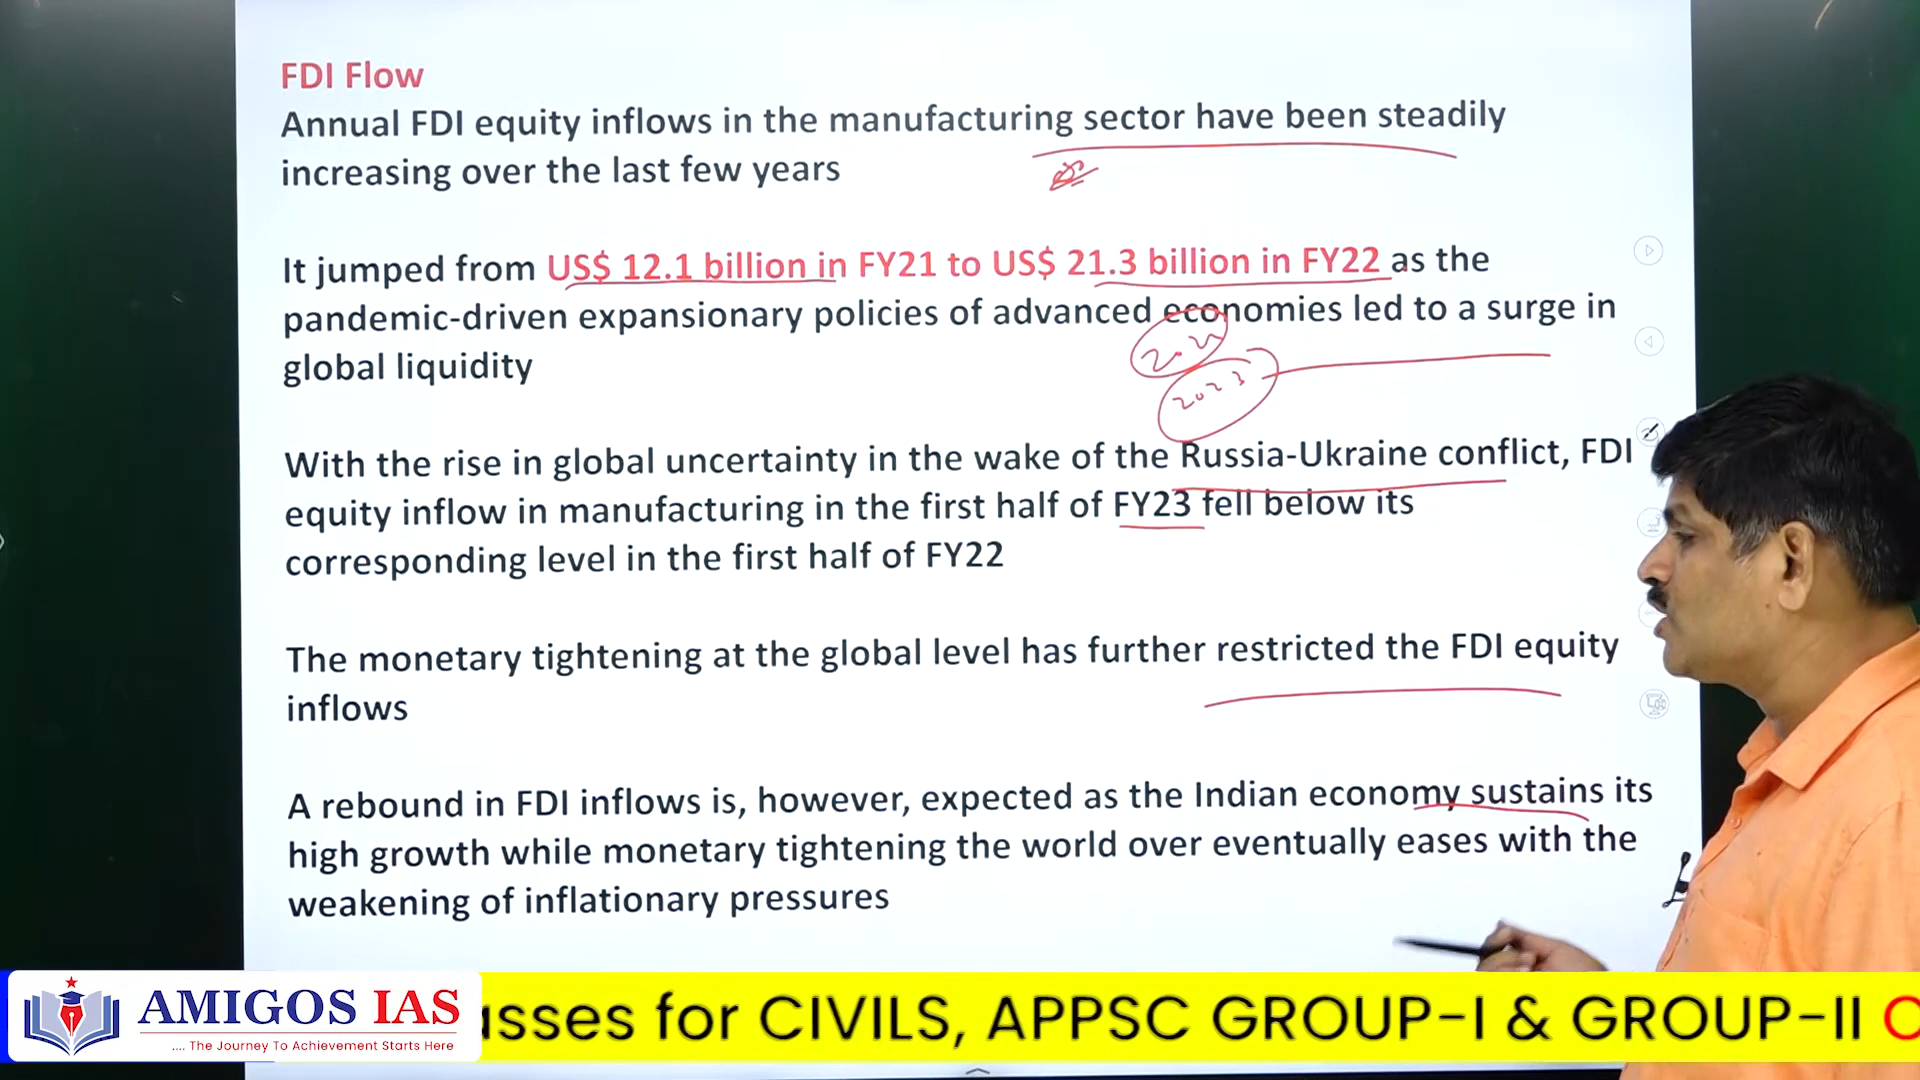 FDI Flow
Annual FDI equity inflows in the manufacturing sector have been steadily
increasing over the last few years
It jumped from US$ 12.1 billion in FY21 to US$ 21.3 billion in FY22 as the
pandemic-driven expansionary policies of advanced economies led to a surge in
global liquidity
2023
With the rise in global uncertainty in the wake of the Russia-Ukraine conflict, FDI
equity inflow in manufacturing in the first half of FY23 fell below its
corresponding level in the first half of FY22
The monetary tightening at the global level has further restricted the FDI equity
inflows
A rebound in FDI inflows is, however, expected as the Indian economy sustains its
high growth while monetary tightening the world over eventually eases with the
weakening of inflationary pressures
AMIGOS IAS
.... The Journey To Achievement Starts Here
asses for CIVILS, APPSC GROUP-I & GROUP-II